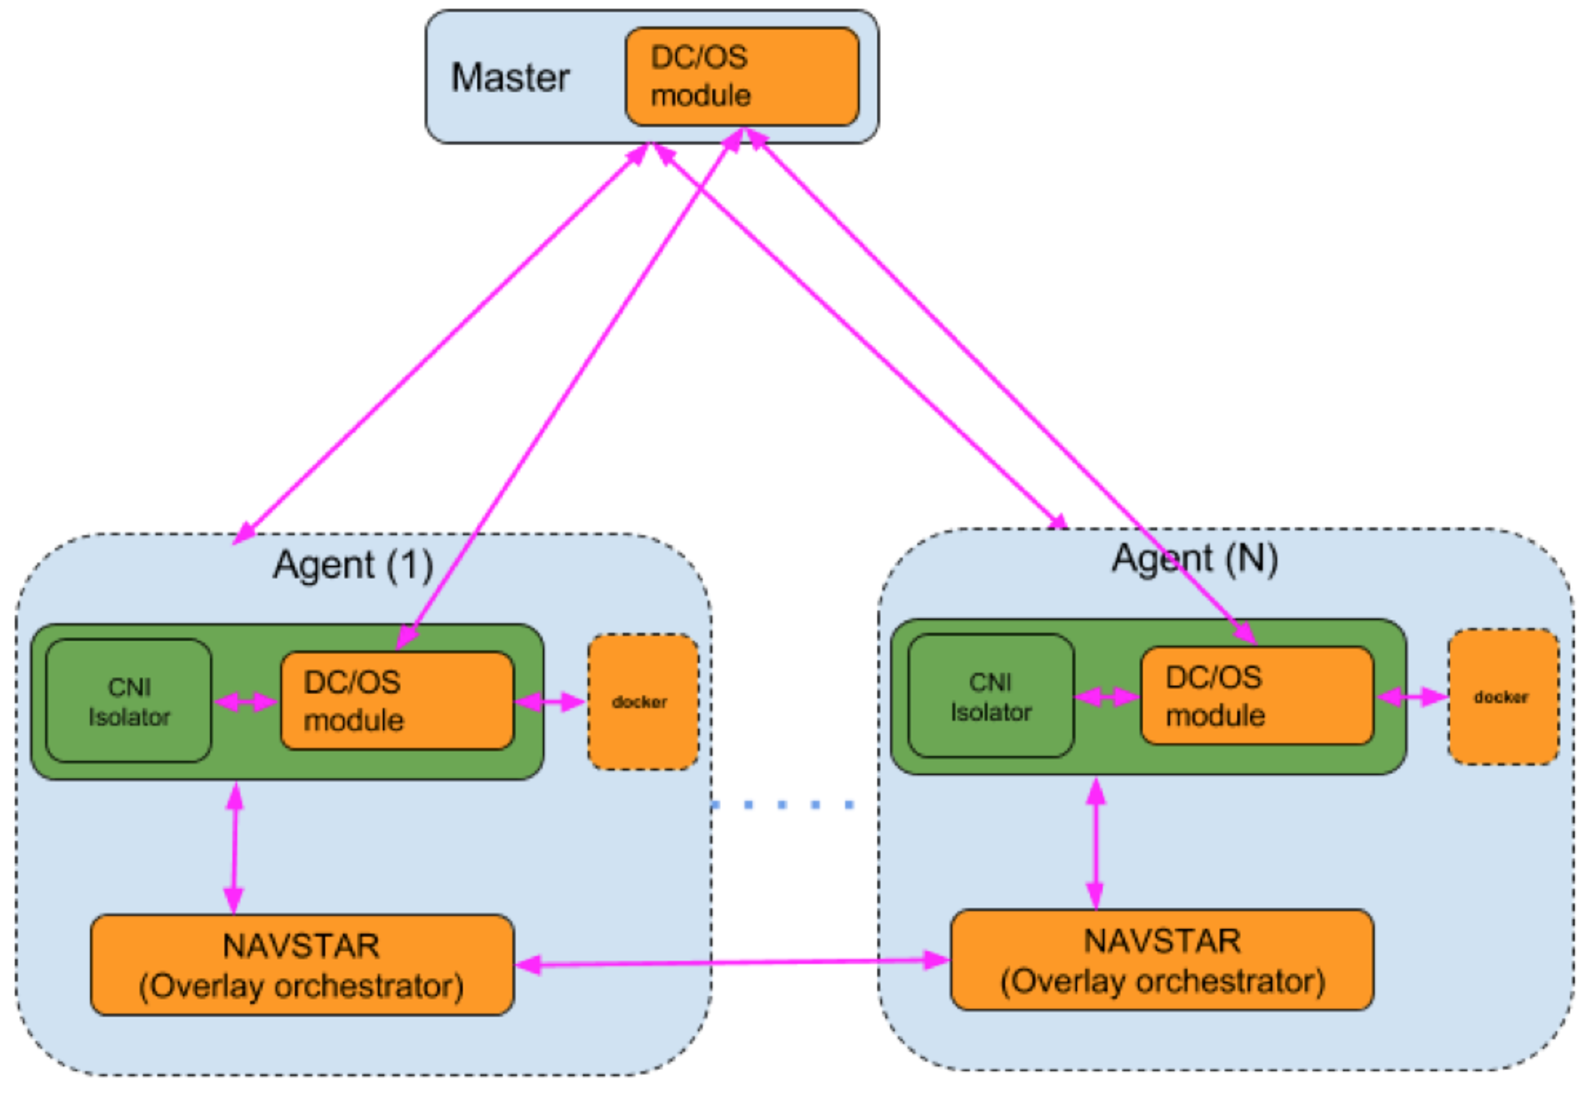 Master
DC/OS
module
Agent (1)
CNI
Isolator
DC/OS
module
docker
NAVSTAR
(Overlay orchestrator)
Agent (N)
CNI
Isolator
DC/OS
module
docker
NAVSTAR
(Overlay orchestrator)